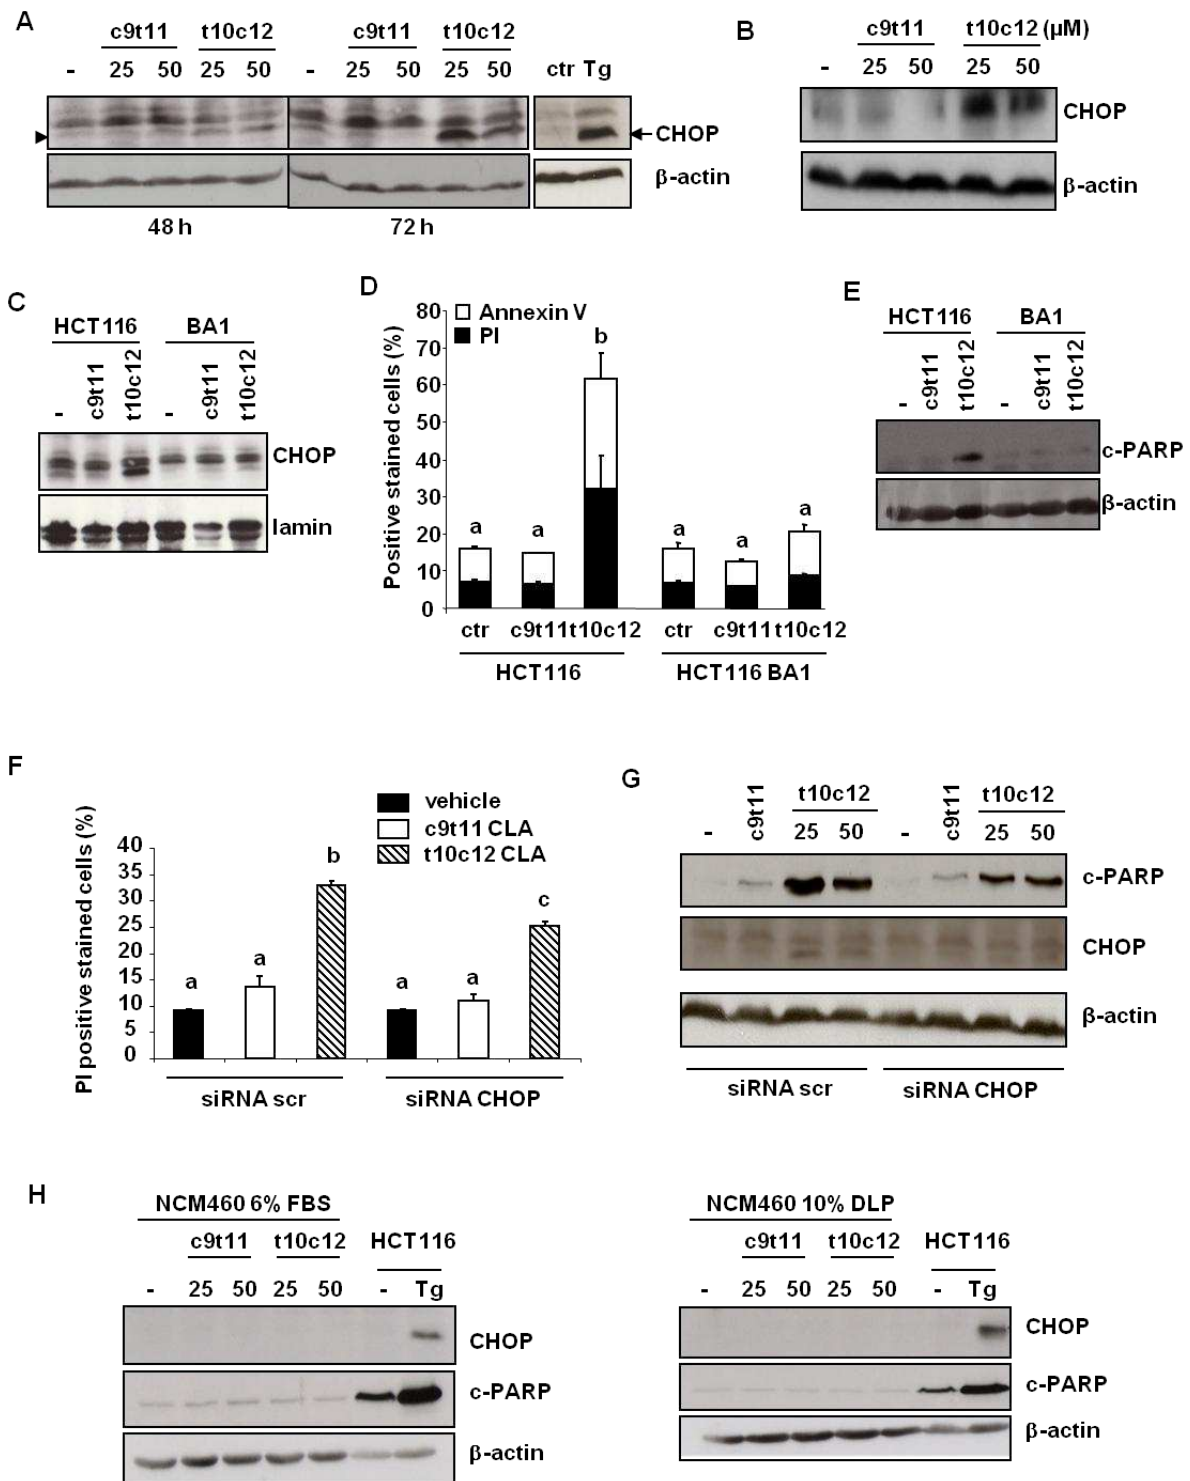 A
c9t11 t10c12 c9t11 t10c12
- 25 50 25 50 - 25 50 25 50 ctr Tg
CHOP
β-actin
48 h 72 h
B
c9t11 t10c12 (µM)
- 25 50 25 50
CHOP
β-actin
C
HCT116 BA1
- c9t11 t10c12 - c9t11 t10c12
CHOP
lamin
D
Positive stained cells (%)
80
70
60
50
40
30
20
10
0
Annexin V
PI
a a b a a a
ctr c9t11 t10c12 ctr c9t11 t10c12
HCT116 HCT116 BA1
E
HCT116 BA1
- c9t11 t10c12 - c9t11 t10c12
c-PARP
β-actin
F
PI positive stained cells (%)
40
35
30
25
20
15
10
5
0
vehicle
c9t11 CLA
t10c12 CLA
a a b a a c
siRNA scr siRNA CHOP
G
c9t11 t10c12 c9t11 t10c12
- 25 50 - 25 50
c-PARP
CHOP
β-actin
siRNA scr siRNA CHOP
H
NCM460 6% FBS
c9t11 t10c12 HCT116
- 25 50 25 50 - Tg
CHOP
c-PARP
β-actin
NCM460 10% DLP
c9t11 t10c12 HCT116
- 25 50 25 50 - Tg
CHOP
c-PARP
β-actin